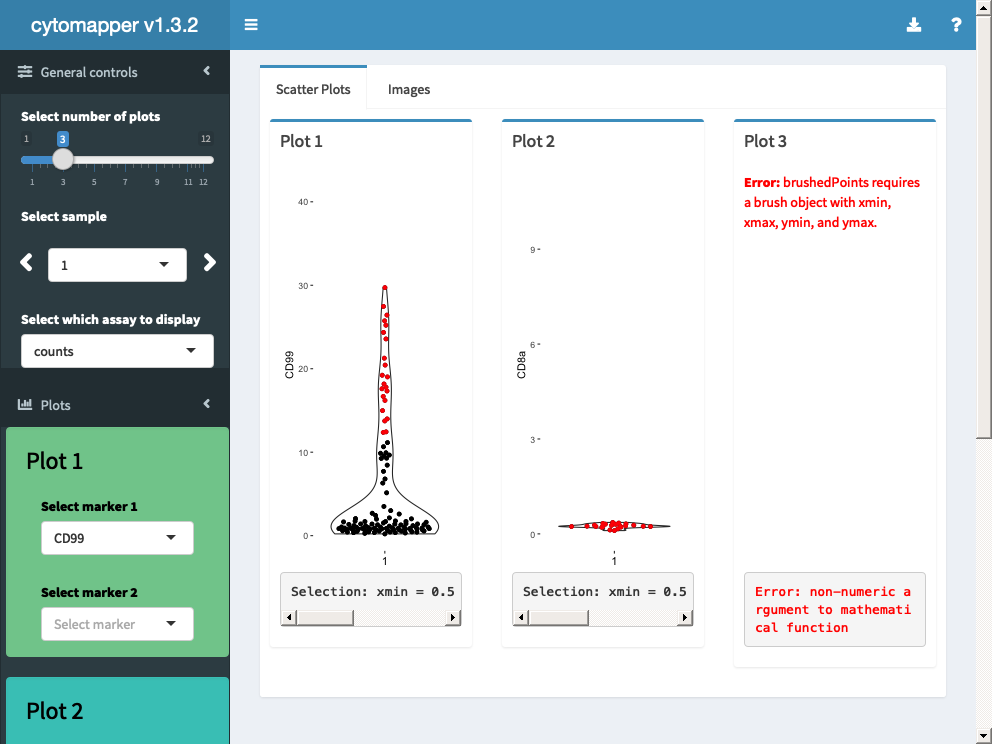 cytomapper v1.3.2
General controls
Select number of plots
1 3 12
1 3 5 7 9 11 12
Select sample
1
Select which assay to display
counts
Plots
Plot 1
Select marker 1
CD99
Select marker 2
Select marker
Plot 2
?
Scatter Plots Images
Plot 1
40
30
20
10
0
CD99
1
Selection: xmin = 0.5
Plot 2
9
6
3
0
CD8a
1
Selection: xmin = 0.5
Plot 3
Error: brushedPoints requires
a brush object with xmin,
xmax, ymin, and ymax.
Error: non-numeric a
rgument to mathemati
cal function